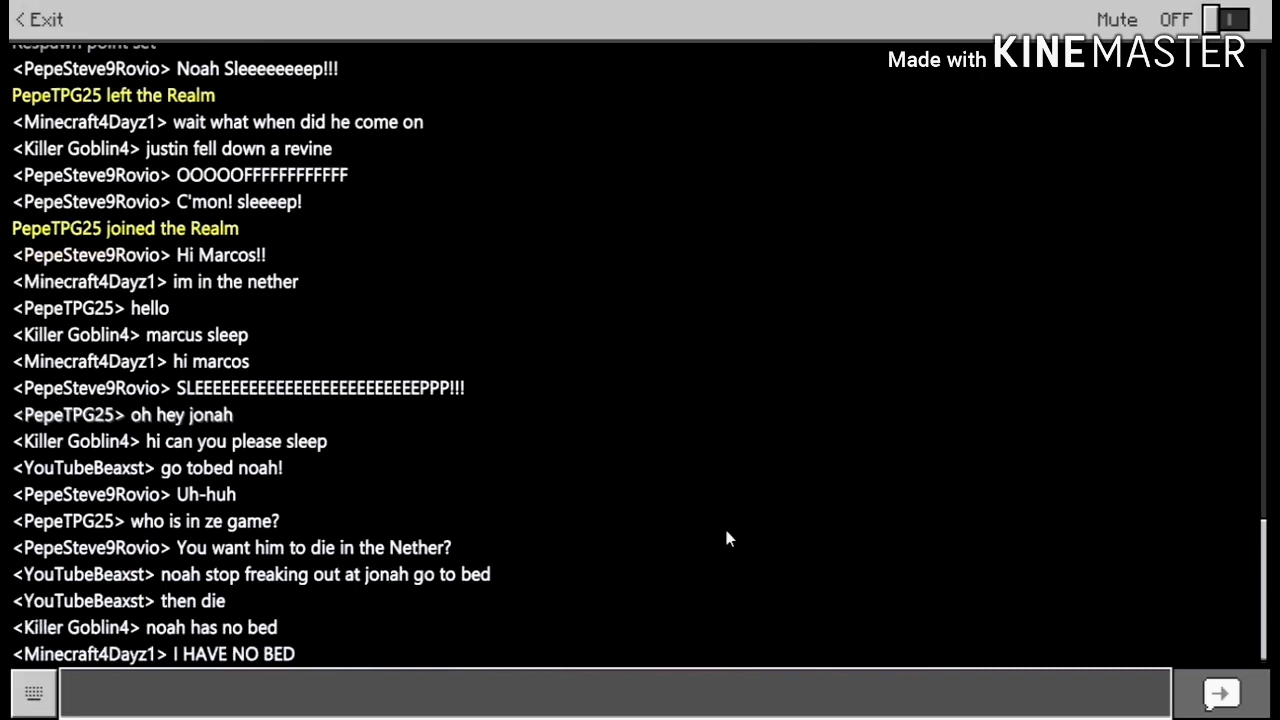 < Exit
Mute OFF
Respawn point set
Made with KINEMASTER
<PepeSteve9Rovio> Noah Sleeeeeeeep!!!
PepeTPG25 left the Realm
<Minecraft4Dayz1> wait what when did he come on
<Killer Goblin4> justin fell down a revine
<PepeSteve9Rovio> OOOOOFFFFFFFFFFFF
<PepeSteve9Rovio> C'mon! sleeeep!
PepeTPG25 joined the Realm
<PepeSteve9Rovio> Hi Marcos!!
<Minecraft4Dayz1> im in the nether
<PepeTPG25> hello
<Killer Goblin4> marcus sleep
<Minecraft4Dayz1> hi marcos
<PepeSteve9Rovio> SLEEEEEEEEEEEEEEEEEEEEEEEEEPPP!!!
<PepeTPG25> oh hey jonah
<Killer Goblin4> hi can you please sleep
<YouTubeBeaxst> go tobed noah!
<PepeSteve9Rovio> Uh-huh
<PepeTPG25> who is in ze game?
<PepeSteve9Rovio> You want him to die in the Nether?
<YouTubeBeaxst> noah stop freaking out at jonah go to bed
<YouTubeBeaxst> then die
<Killer Goblin4> noah has no bed
<Minecraft4Dayz1> I HAVE NO BED